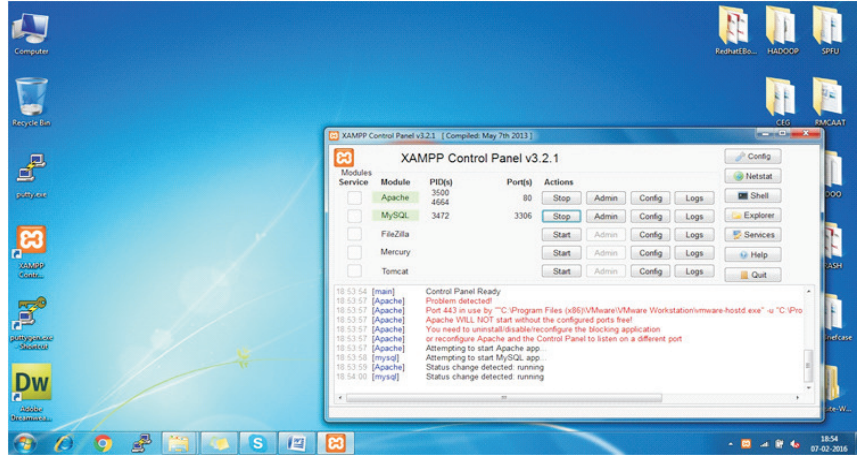 Computer
Recycle Bin
putty.exe
XAMPP
Contr...
puttygen.exe
Shortcut
Dw
Adobe
Dreamwea...
RedhatEBo...
HADOOP
SPFU
CEG
RMCAAT
XAMPP Control Panel v3.2.1 [ Compiled: May 7th 2013 ]
XAMPP Control Panel v3.2.1
Modules
Service Module PID(s) Port(s) Actions
Apache 3500 4664 80 Stop Admin Config Logs
MySQL 3472 3306 Stop Admin Config Logs
FileZilla Start Admin Config Logs
Mercury Start Admin Config Logs
Tomcat Start Admin Config Logs
Config
Netstat
Shell
Explorer
Services
Help
Quit
18:53:54 [main] Control Panel Ready
18:53:57 [Apache] Problem detected!
18:53:57 [Apache] Port 443 in use by ""C:\Program Files (x86)\VMware\VMware Workstation\vmware-hostd.exe" -u "C:\Pro
18:53:57 [Apache] Apache WILL NOT start without the configured ports free!
18:53:57 [Apache] You need to uninstall/disable/reconfigure the blocking application
18:53:57 [Apache] or reconfigure Apache and the Control Panel to listen on a different port
18:53:57 [Apache] Attempting to start Apache app...
18:53:58 [mysql] Attempting to start MySQL app...
18:53:59 [Apache] Status change detected: running
18:54:00 [mysql] Status change detected: running
18:54
07-02-2016